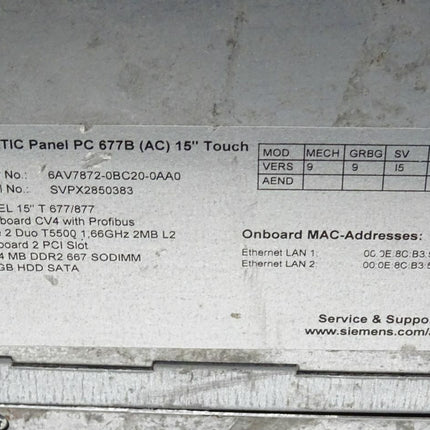 TIC Panel PC 677B (AC) 15" Touch
No.: 6AV7872-0BC20-0AA0
No.: SVPX2850383
EL 15" T 677/877
board CV4 with Profibus
2 Duo T5500 1,66GHz 2MB L2
board 2 PCI Slot
4 MB DDR2 667 SODIMM
GB HDD SATA
MOD MECH GRBG SV
VERS 9 9 I5
AEND
Onboard MAC-Addresses:
Ethernet LAN 1: 00:0E:8C:B3:5
Ethernet LAN 2: 00:0E:8C:B3:5
Service & Suppo
www.siemens.com/a